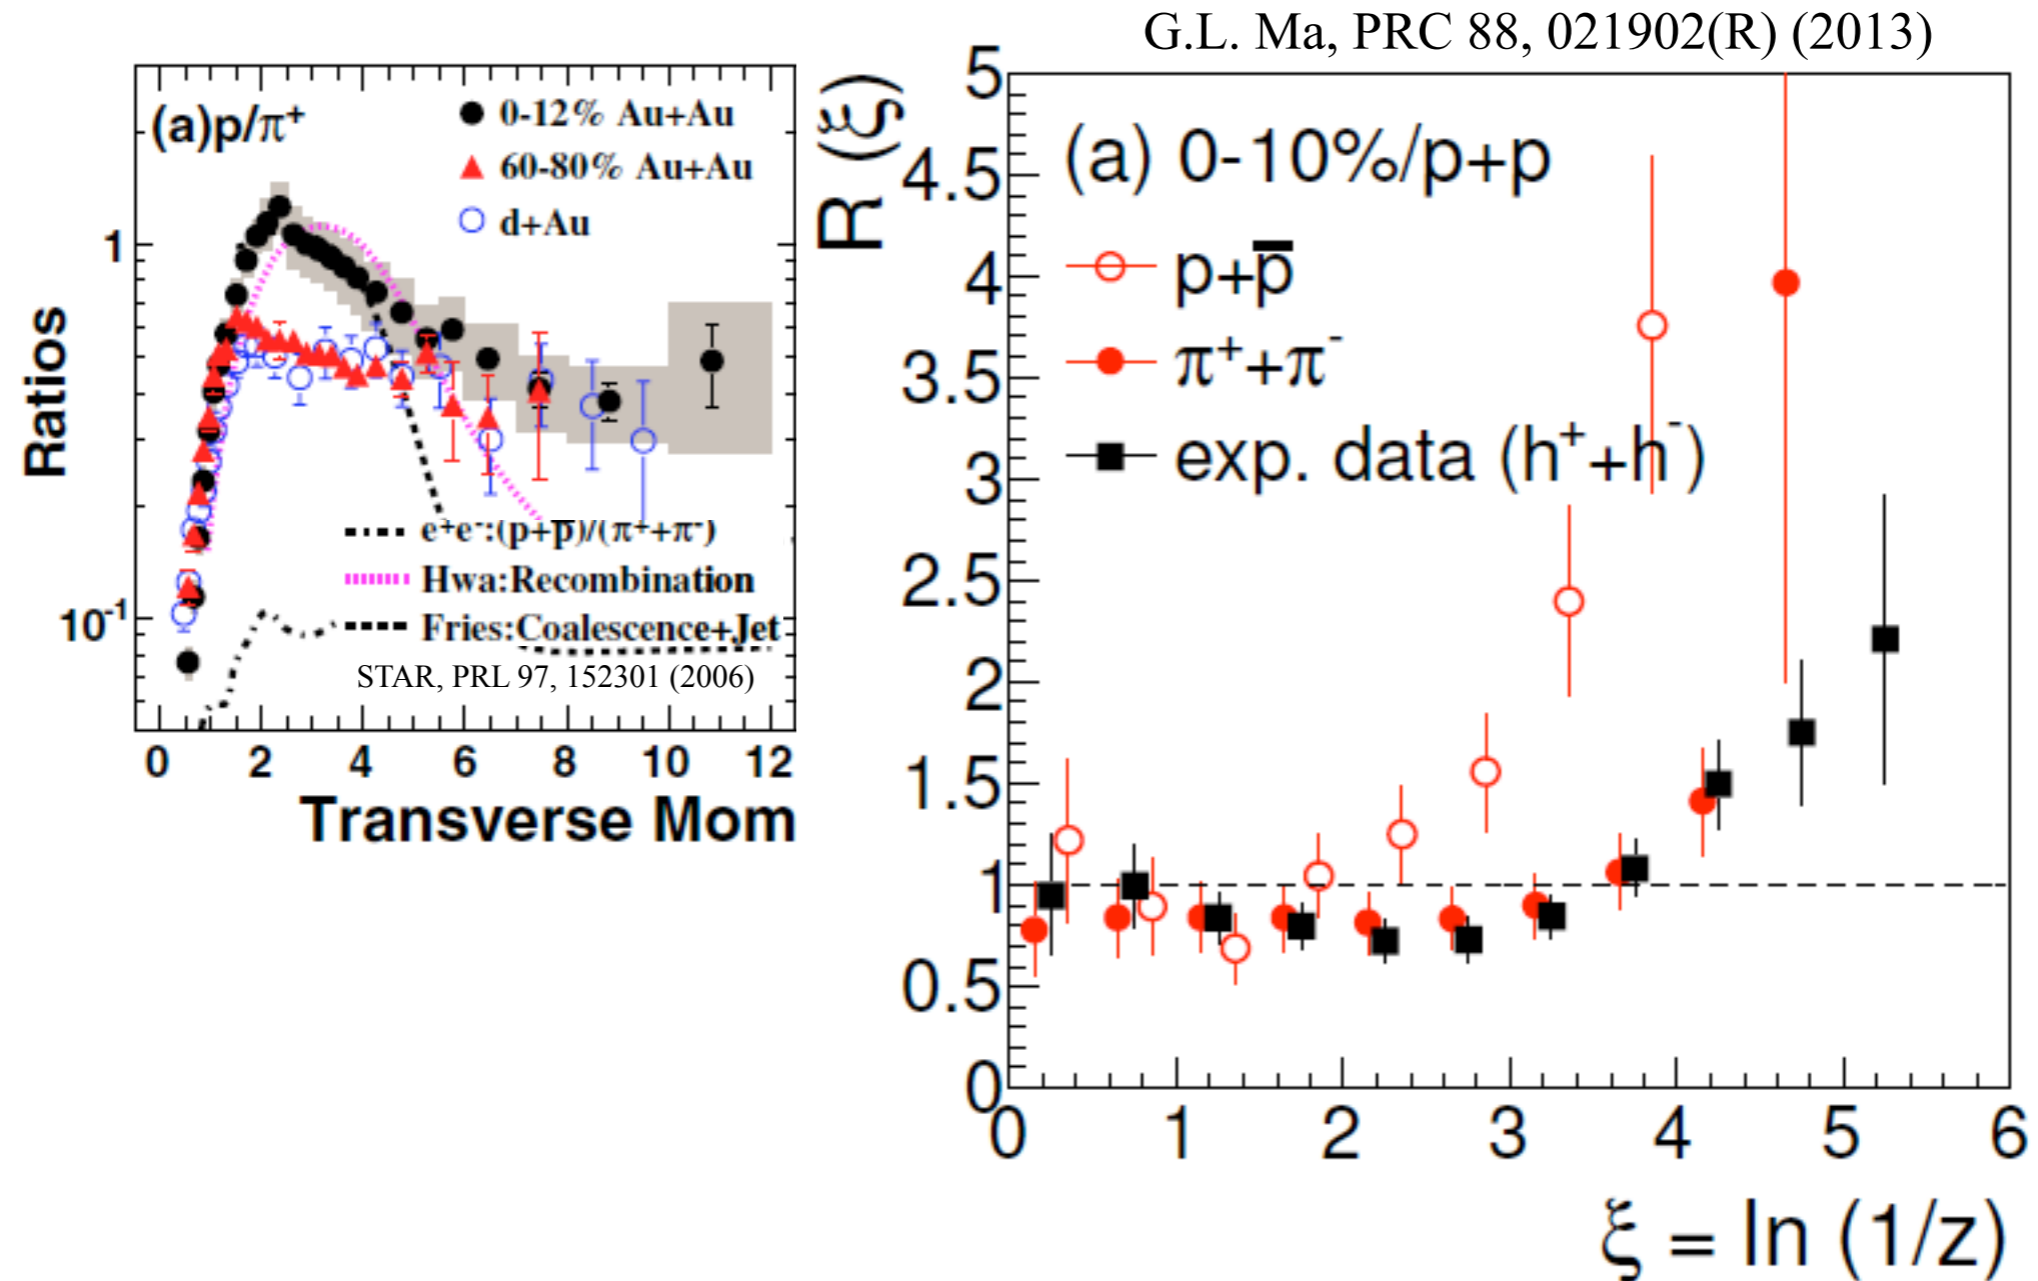 G.L. Ma, PRC 88, 021902(R) (2013)
(a)p/π⁺
0-12% Au+Au
60-80% Au+Au
d+Au
1
10⁻¹
Ratios
e⁺e⁻:(p+p̅)/(π⁺+π⁻)
Hwa:Recombination
Fries:Coalescence+Jet
STAR, PRL 97, 152301 (2006)
0 2 4 6 8 10 12
Transverse Mom
R (ξ)
5
4.5
4
3.5
3
2.5
2
1.5
1
0.5
0
(a) 0-10%/p+p
p+p̅
π⁺+π⁻
exp. data (h⁺+h⁻)
0 1 2 3 4 5 6
ξ = ln (1/z)